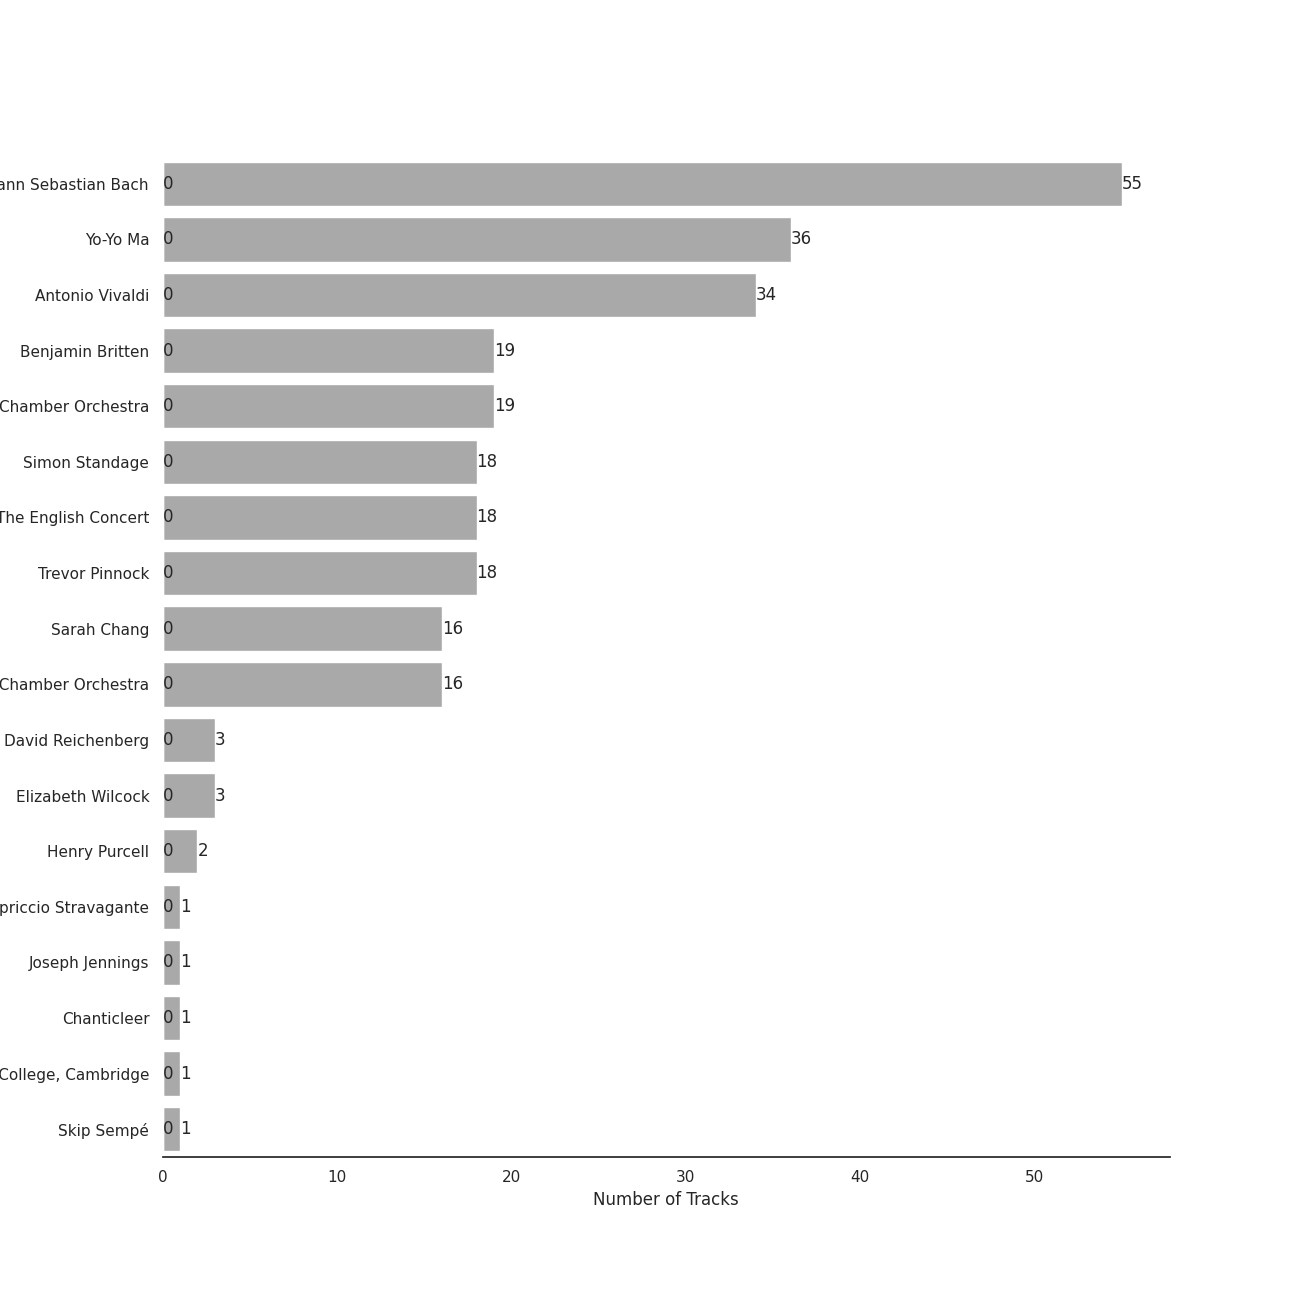 ann Sebastian Bach 0 55
Yo-Yo Ma 0 36
Antonio Vivaldi 0 34
Benjamin Britten 0 19
Chamber Orchestra 0 19
Simon Standage 0 18
The English Concert 0 18
Trevor Pinnock 0 18
Sarah Chang 0 16
Chamber Orchestra 0 16
David Reichenberg 0 3
Elizabeth Wilcock 0 3
Henry Purcell 0 2
priccio Stravagante 0 1
Joseph Jennings 0 1
Chanticleer 0 1
College, Cambridge 0 1
Skip Sempé 0 1
0 10 20 30 40 50
Number of Tracks